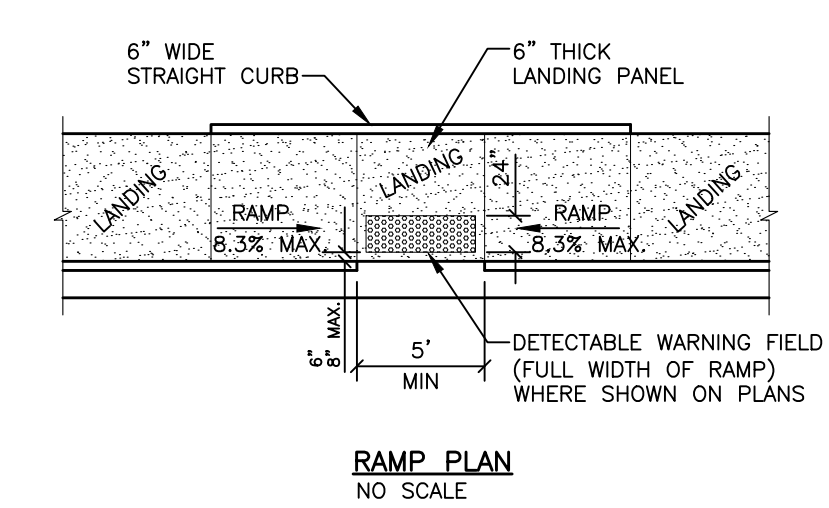 6" WIDE
STRAIGHT CURB
6" THICK
LANDING PANEL
LANDING
LANDING
LANDING
24"
RAMP
8.3% MAX.
RAMP
8.3% MAX.
6"
8" MAX.
5'
MIN
DETECTABLE WARNING FIELD
(FULL WIDTH OF RAMP)
WHERE SHOWN ON PLANS
RAMP PLAN
NO SCALE